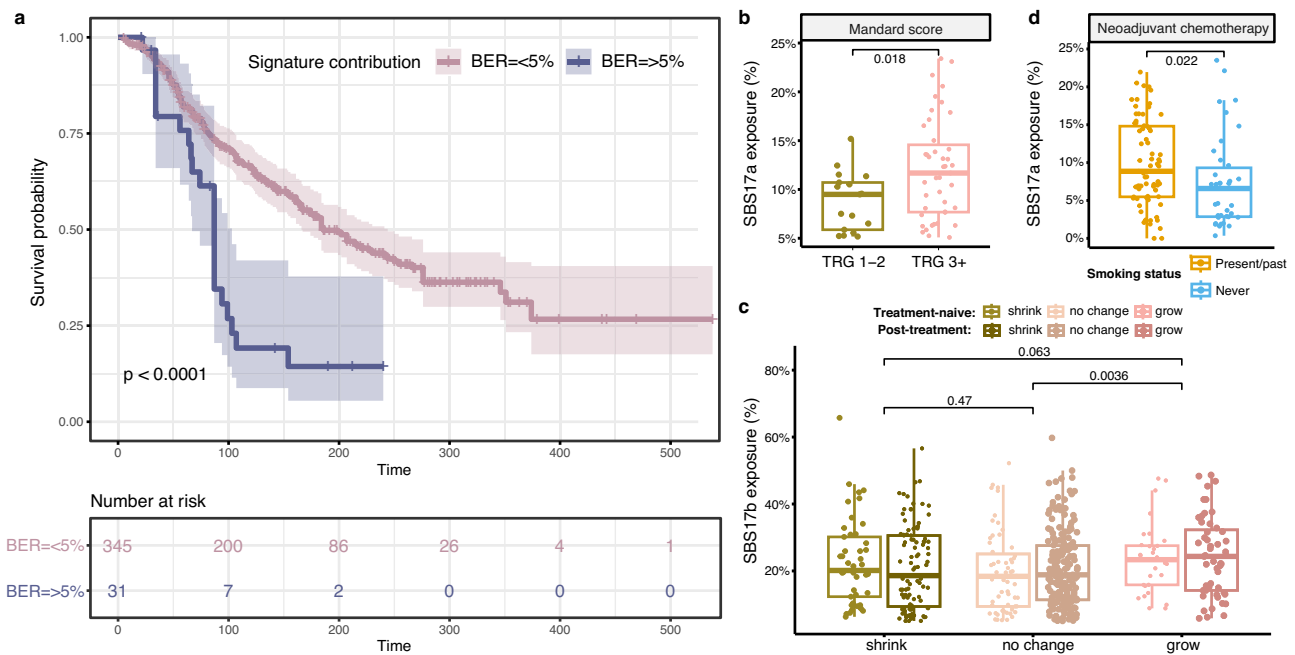 a
Signature contribution BER=<5% BER=>5%
Survival probability
1.00
0.75
0.50
0.25
0.00
p < 0.0001
0 100 200 300 400 500
Time
Number at risk
BER=<5% 345 200 86 26 4 1
BER=>5% 31 7 2 0 0 0
0 100 200 300 400 500
Time
b
Mandard score
SBS17a exposure (%)
25%
20%
15%
10%
5%
0.018
TRG 1−2 TRG 3+
d
Neoadjuvant chemotherapy
SBS17a exposure (%)
25%
20%
15%
10%
5%
0%
0.022
Smoking status
Present/past
Never
c
Treatment-naive: shrink no change grow
Post-treatment: shrink no change grow
SBS17b exposure (%)
80%
60%
40%
20%
0.063
0.0036
0.47
shrink no change grow